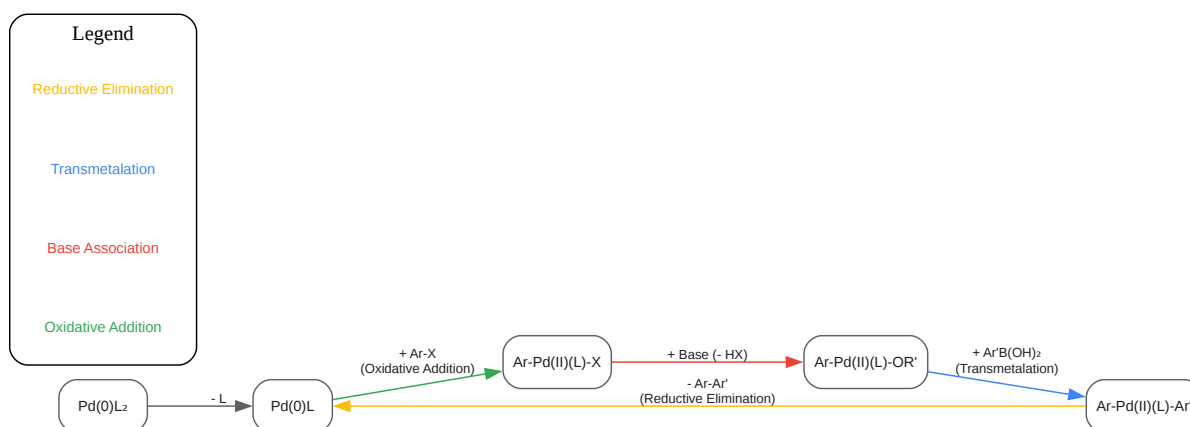 Legend
Reductive Elimination
Transmetalation
Base Association
Oxidative Addition
+ Ar-X
(Oxidative Addition)
Ar-Pd(II)(L)-X
+ Base (- HX)
Ar-Pd(II)(L)-OR'
+ Ar'B(OH)₂
(Transmetalation)
Pd(0)L₂
- L
Pd(0)L
- Ar-Ar'
(Reductive Elimination)
Ar-Pd(II)(L)-Ar'